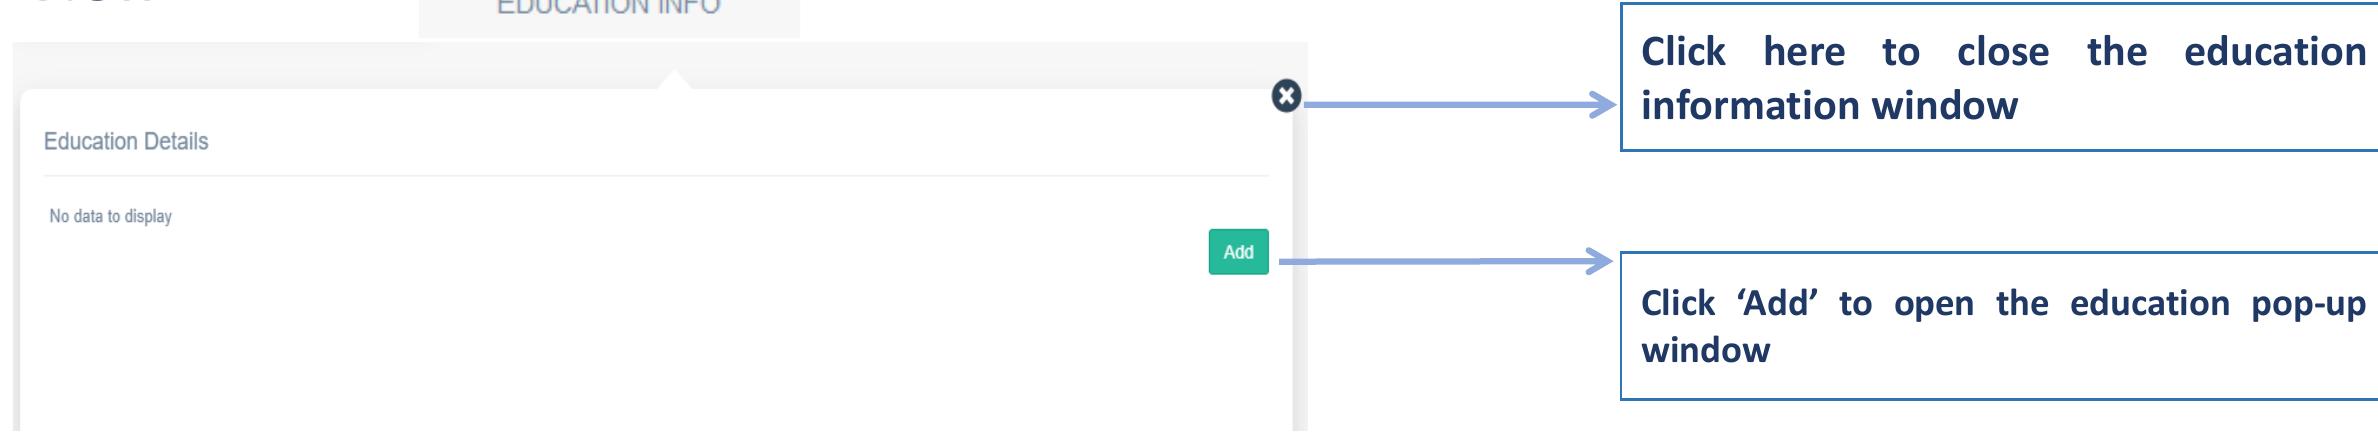 EDUCATION INFO
Click here to close the education
information window
Education Details
No data to display
Add
Click ‘Add’ to open the education pop-up
window